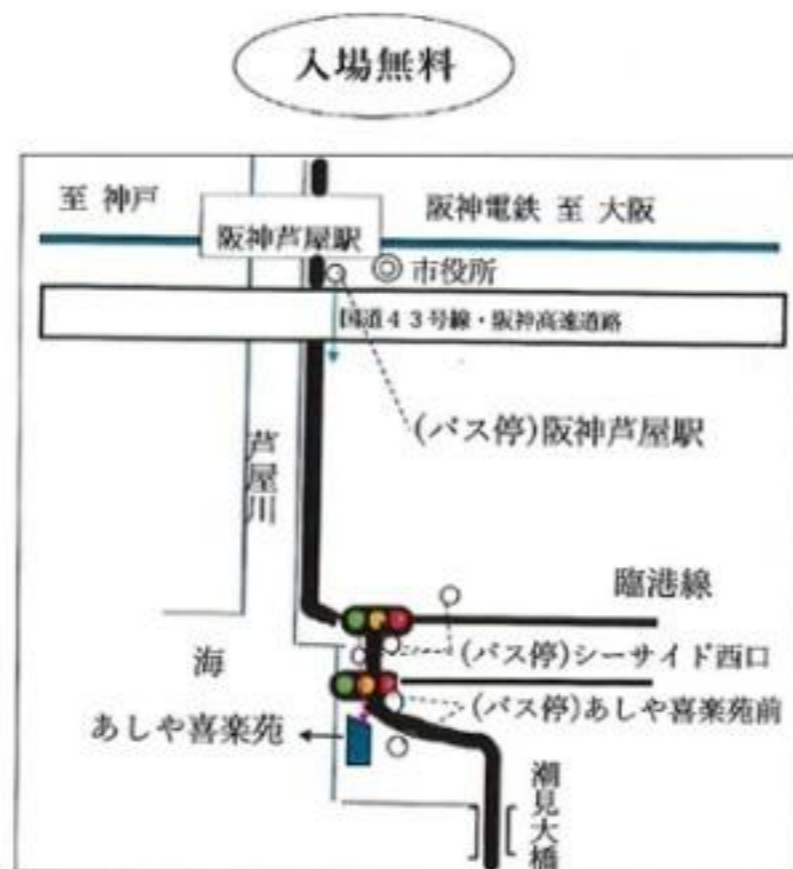 入場無料
至 神戸
阪神電鉄 至 大阪
阪神芦屋駅
市役所
国道43号線・阪神高速道路
(バス停)阪神芦屋駅
芦屋川
臨港線
海
(バス停)シーサイド西口
あしや喜楽苑
(バス停)あしや喜楽苑前
潮見大橋